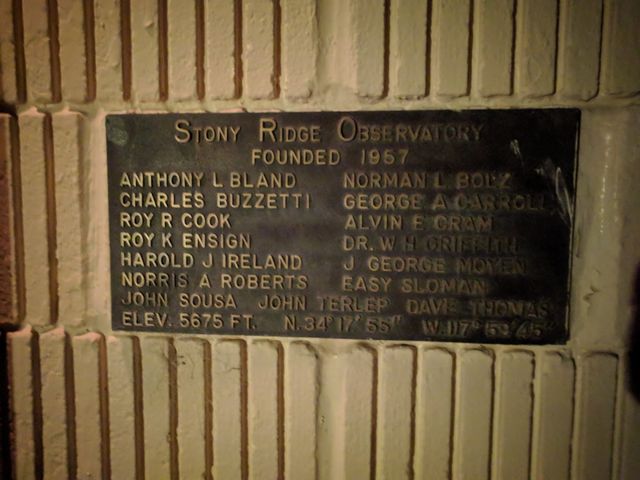 STONY RIDGE OBSERVATORY
FOUNDED 1957
ANTHONY L BLAND NORMAN L BOLZ
CHARLES BUZZETTI GEORGE A CARROLL
ROY R COOK ALVIN E CRAM
ROY K ENSIGN DR. W H GRIFFITH
HAROLD J IRELAND J GEORGE MOYEN
NORRIS A ROBERTS EASY SLOMAN
JOHN SOUSA JOHN TERLEP DAVE THOMAS
ELEV. 5675 FT. N.34° 17' 55" W.117° 59' 45"